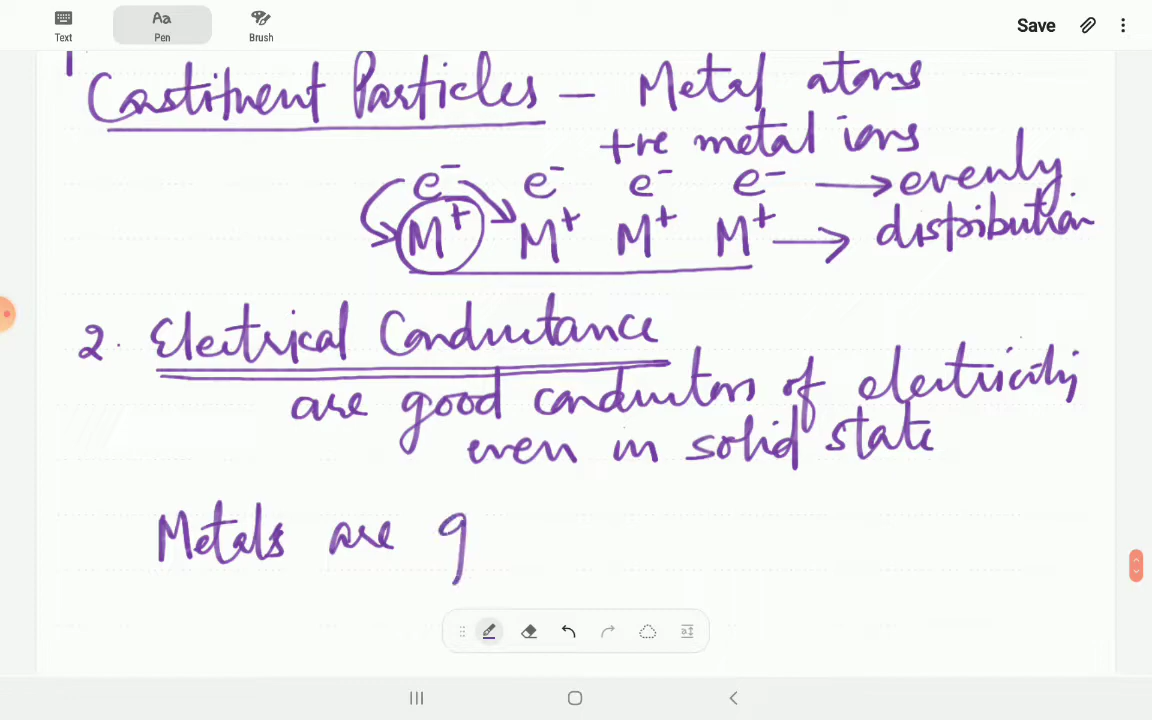 Text
Aa
Pen
Brush
Save
Constituent Particles – Metal atoms
+ve metal ions
e⁻ e⁻ e⁻ e⁻ → evenly
M⁺ M⁺ M⁺ M⁺ → distribution
2. Electrical Conductance
are good conductors of electricity
even in solid state
Metals are g